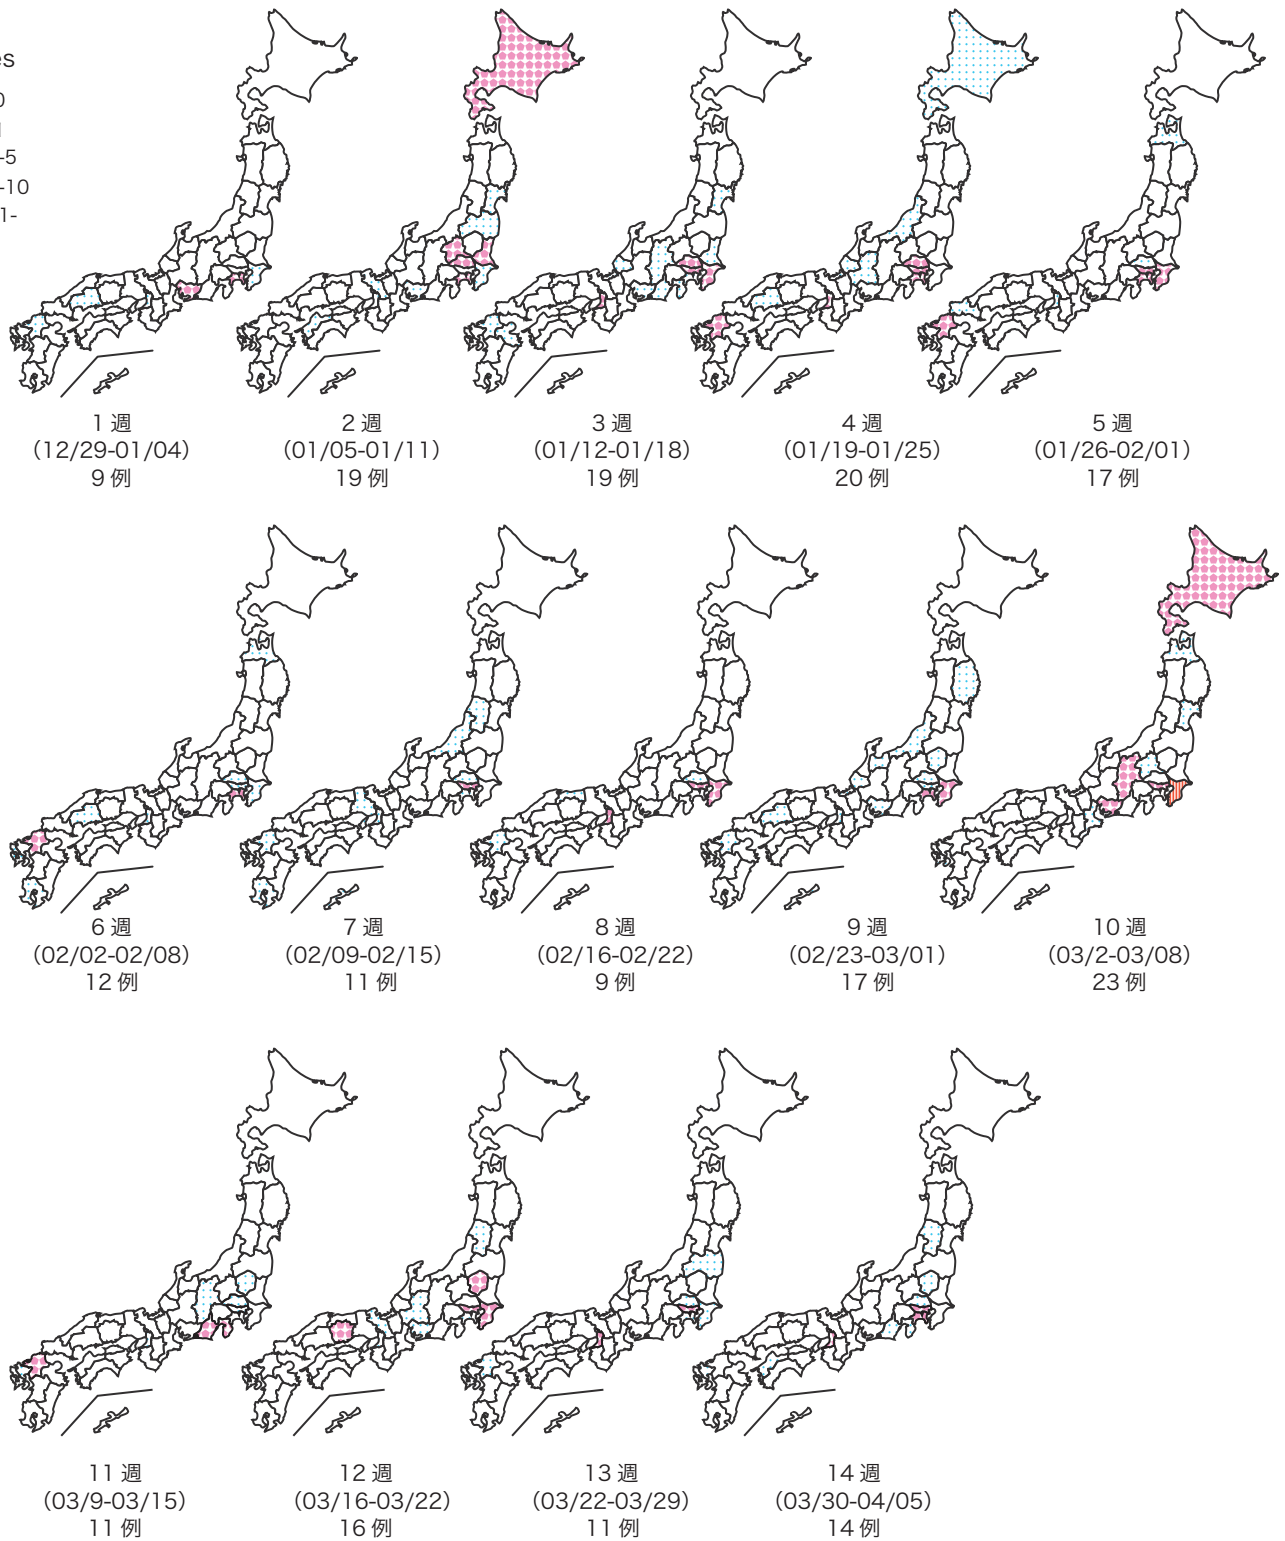 es
0
-5
-10
1-
1 週
（12/29-01/04）
9 例
2 週
（01/05-01/11）
19 例
3 週
（01/12-01/18）
19 例
4 週
（01/19-01/25）
20 例
5 週
（01/26-02/01）
17 例
6 週
（02/02-02/08）
12 例
7 週
（02/09-02/15）
11 例
8 週
（02/16-02/22）
9 例
9 週
（02/23-03/01）
17 例
10 週
（03/2-03/08）
23 例
11 週
（03/9-03/15）
11 例
12 週
（03/16-03/22）
16 例
13 週
（03/22-03/29）
11 例
14 週
（03/30-04/05）
14 例